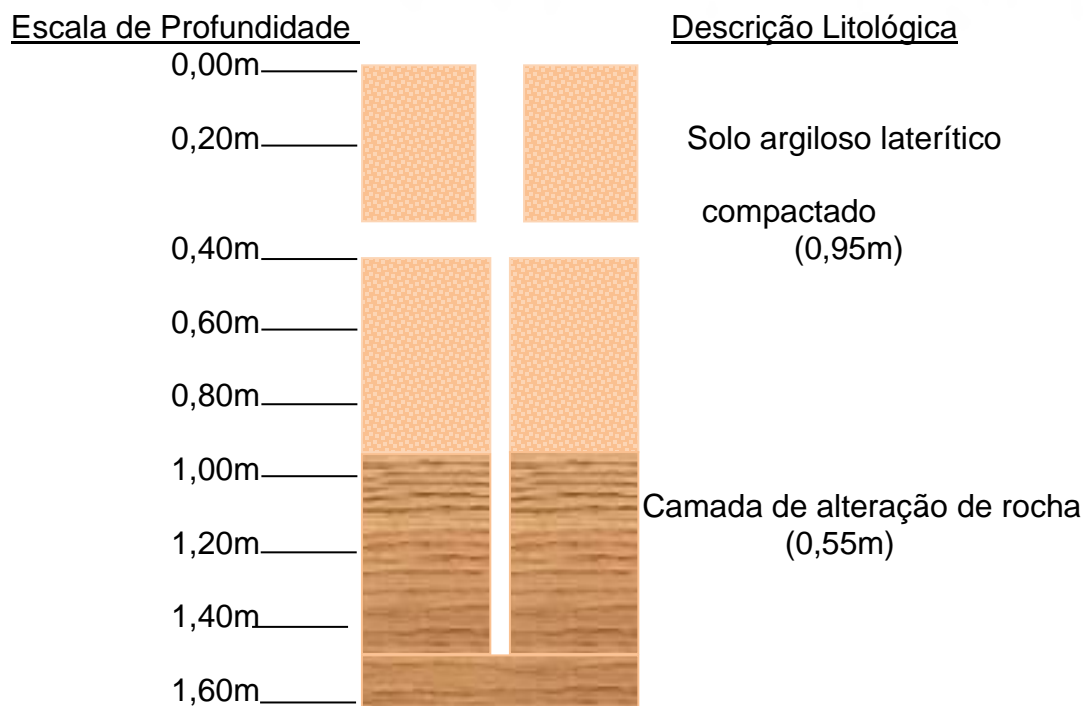 Escala de Profundidade
Descrição Litológica
0,00m
0,20m
Solo argiloso laterítico
compactado
0,40m
(0,95m)
0,60m
0,80m
1,00m
Camada de alteração de rocha
1,20m
(0,55m)
1,40m
1,60m